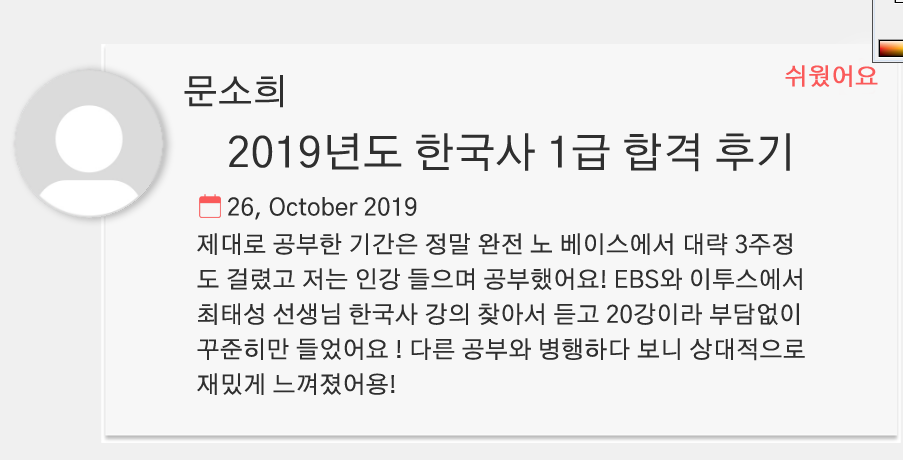 문소희
쉬웠어요
2019년도 한국사 1급 합격 후기
26, October 2019
제대로 공부한 기간은 정말 완전 노 베이스에서 대략 3주정
도 걸렸고 저는 인강 들으며 공부했어요! EBS와 이투스에서
최태성 선생님 한국사 강의 찾아서 듣고 20강이라 부담없이
꾸준히만 들었어요 ! 다른 공부와 병행하다 보니 상대적으로
재밌게 느껴졌어용!